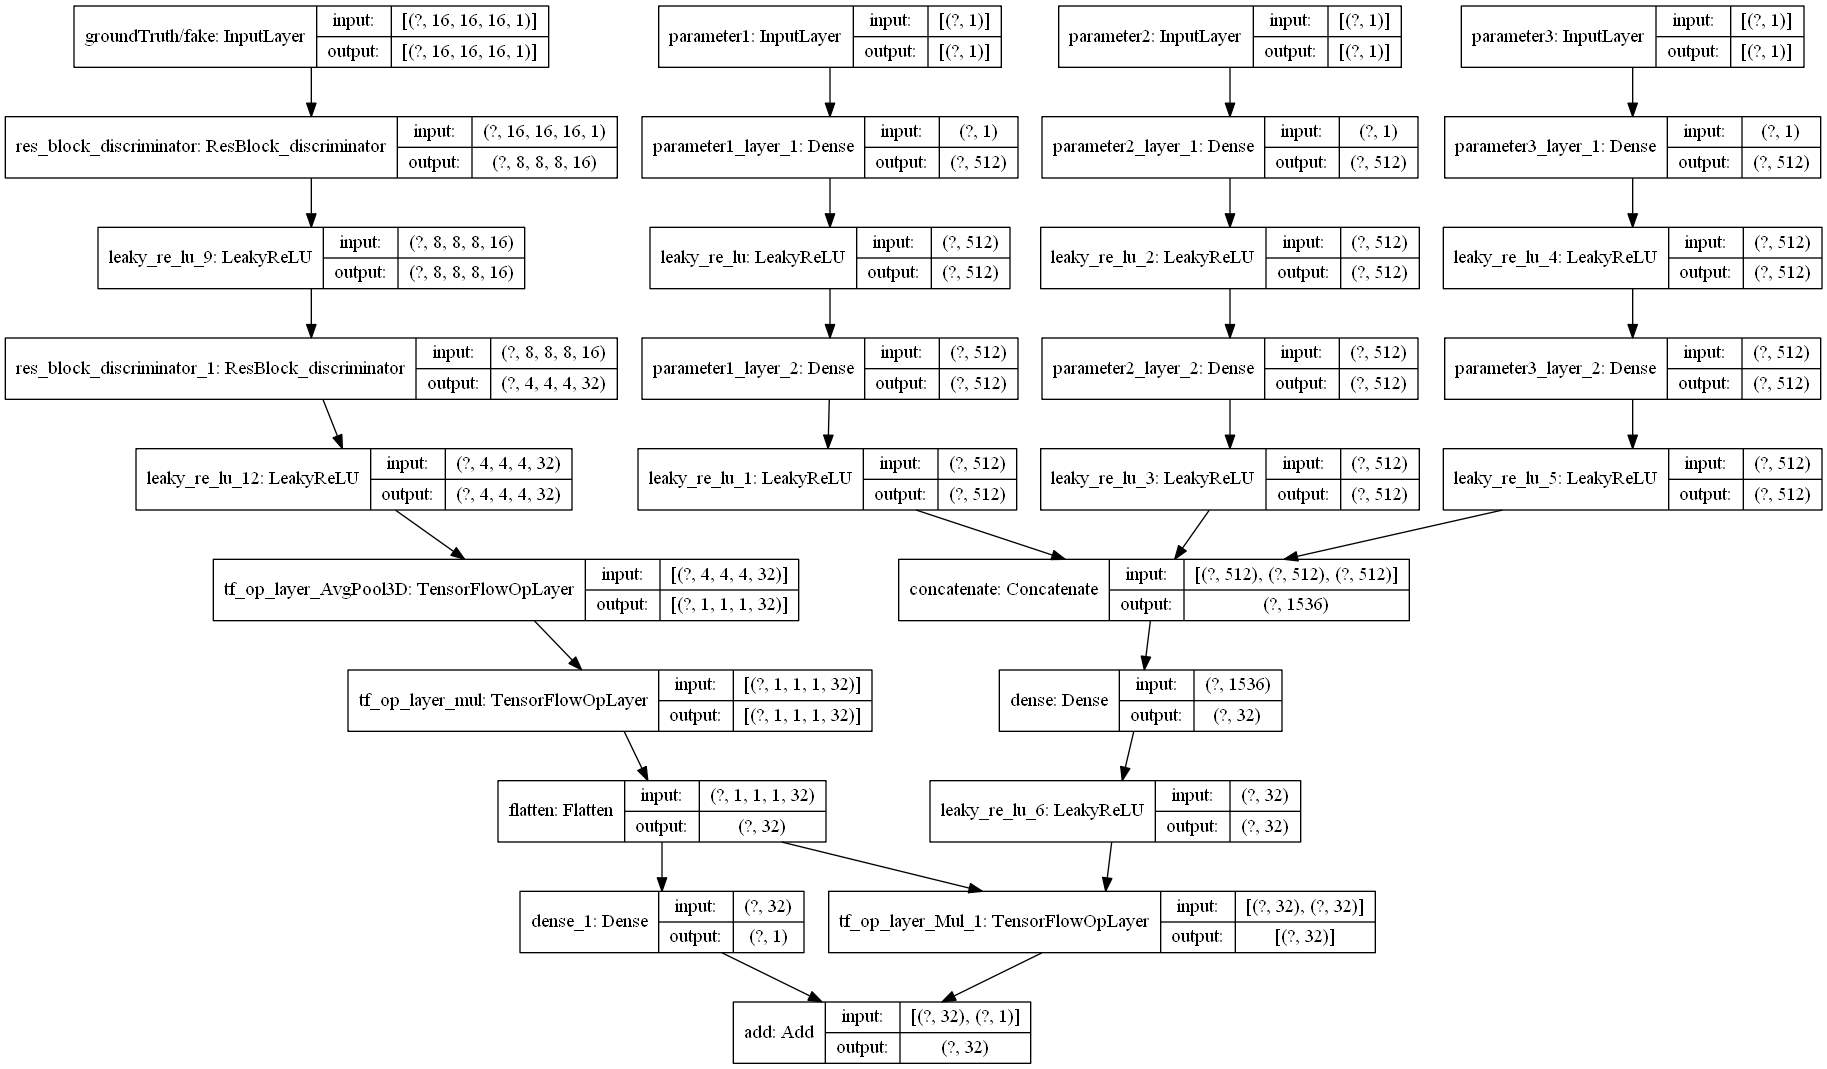 groundTruth/fake: InputLayer
input: [(?, 16, 16, 16, 1)]
output: [(?, 16, 16, 16, 1)]
parameter1: InputLayer
input: [(?, 1)]
output: [(?, 1)]
parameter2: InputLayer
input: [(?, 1)]
output: [(?, 1)]
parameter3: InputLayer
input: [(?, 1)]
output: [(?, 1)]
res_block_discriminator: ResBlock_discriminator
input: (?, 16, 16, 16, 1)
output: (?, 8, 8, 8, 16)
parameter1_layer_1: Dense
input: (?, 1)
output: (?, 512)
parameter2_layer_1: Dense
input: (?, 1)
output: (?, 512)
parameter3_layer_1: Dense
input: (?, 1)
output: (?, 512)
leaky_re_lu_9: LeakyReLU
input: (?, 8, 8, 8, 16)
output: (?, 8, 8, 8, 16)
leaky_re_lu: LeakyReLU
input: (?, 512)
output: (?, 512)
leaky_re_lu_2: LeakyReLU
input: (?, 512)
output: (?, 512)
leaky_re_lu_4: LeakyReLU
input: (?, 512)
output: (?, 512)
res_block_discriminator_1: ResBlock_discriminator
input: (?, 8, 8, 8, 16)
output: (?, 4, 4, 4, 32)
parameter1_layer_2: Dense
input: (?, 512)
output: (?, 512)
parameter2_layer_2: Dense
input: (?, 512)
output: (?, 512)
parameter3_layer_2: Dense
input: (?, 512)
output: (?, 512)
leaky_re_lu_12: LeakyReLU
input: (?, 4, 4, 4, 32)
output: (?, 4, 4, 4, 32)
leaky_re_lu_1: LeakyReLU
input: (?, 512)
output: (?, 512)
leaky_re_lu_3: LeakyReLU
input: (?, 512)
output: (?, 512)
leaky_re_lu_5: LeakyReLU
input: (?, 512)
output: (?, 512)
tf_op_layer_AvgPool3D: TensorFlowOpLayer
input: [(?, 4, 4, 4, 32)]
output: [(?, 1, 1, 1, 32)]
concatenate: Concatenate
input: [(?, 512), (?, 512), (?, 512)]
output: (?, 1536)
tf_op_layer_mul: TensorFlowOpLayer
input: [(?, 1, 1, 1, 32)]
output: [(?, 1, 1, 1, 32)]
dense: Dense
input: (?, 1536)
output: (?, 32)
flatten: Flatten
input: (?, 1, 1, 1, 32)
output: (?, 32)
leaky_re_lu_6: LeakyReLU
input: (?, 32)
output: (?, 32)
dense_1: Dense
input: (?, 32)
output: (?, 1)
tf_op_layer_Mul_1: TensorFlowOpLayer
input: [(?, 32), (?, 32)]
output: [(?, 32)]
add: Add
input: [(?, 32), (?, 1)]
output: (?, 32)